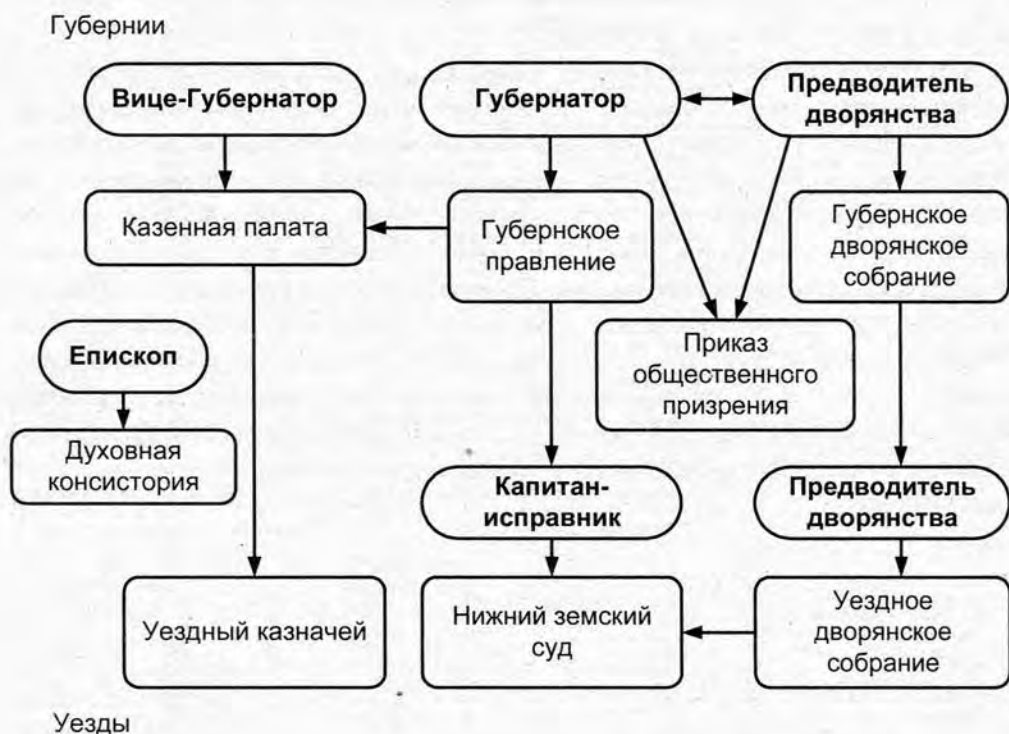 Губернии
Вице-Губернатор
Губернатор
Предводитель
дворянства
Казенная палата
Губернское
правление
Губернское
дворянское
собрание
Епископ
Приказ
общественного
призрения
Духовная
консистория
Капитан-
исправник
Предводитель
дворянства
Уездный казначей
Нижний земский
суд
Уездное
дворянское
собрание
Уезды